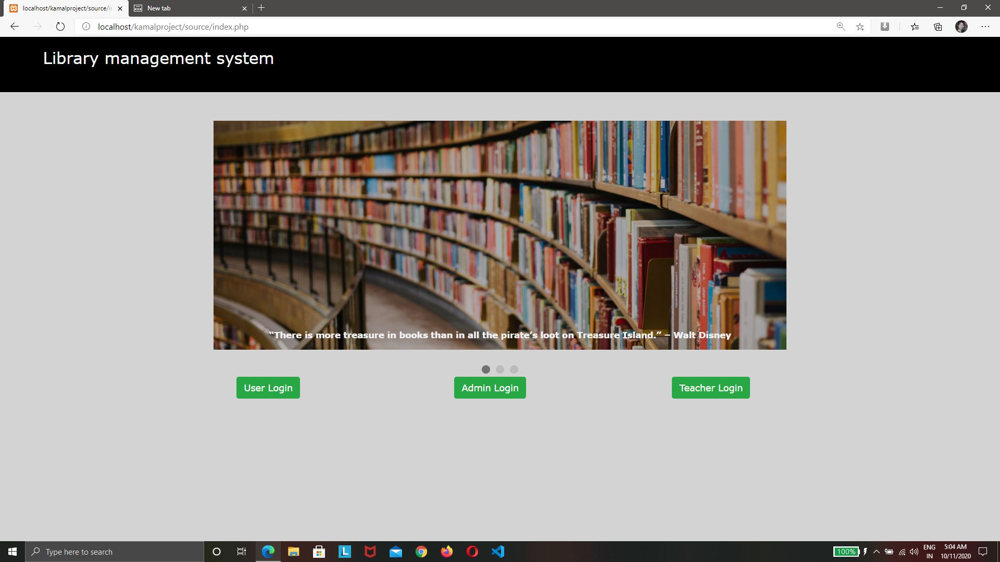 localhost/kamalproject/source/in
New tab
localhost/kamalproject/source/index.php
Library management system
“There is more treasure in books than in all the pirate’s loot on Treasure Island.” – Walt Disney
User Login
Admin Login
Teacher Login
Type here to search
L
100%
ENG
IN
5:04 AM
10/11/2020